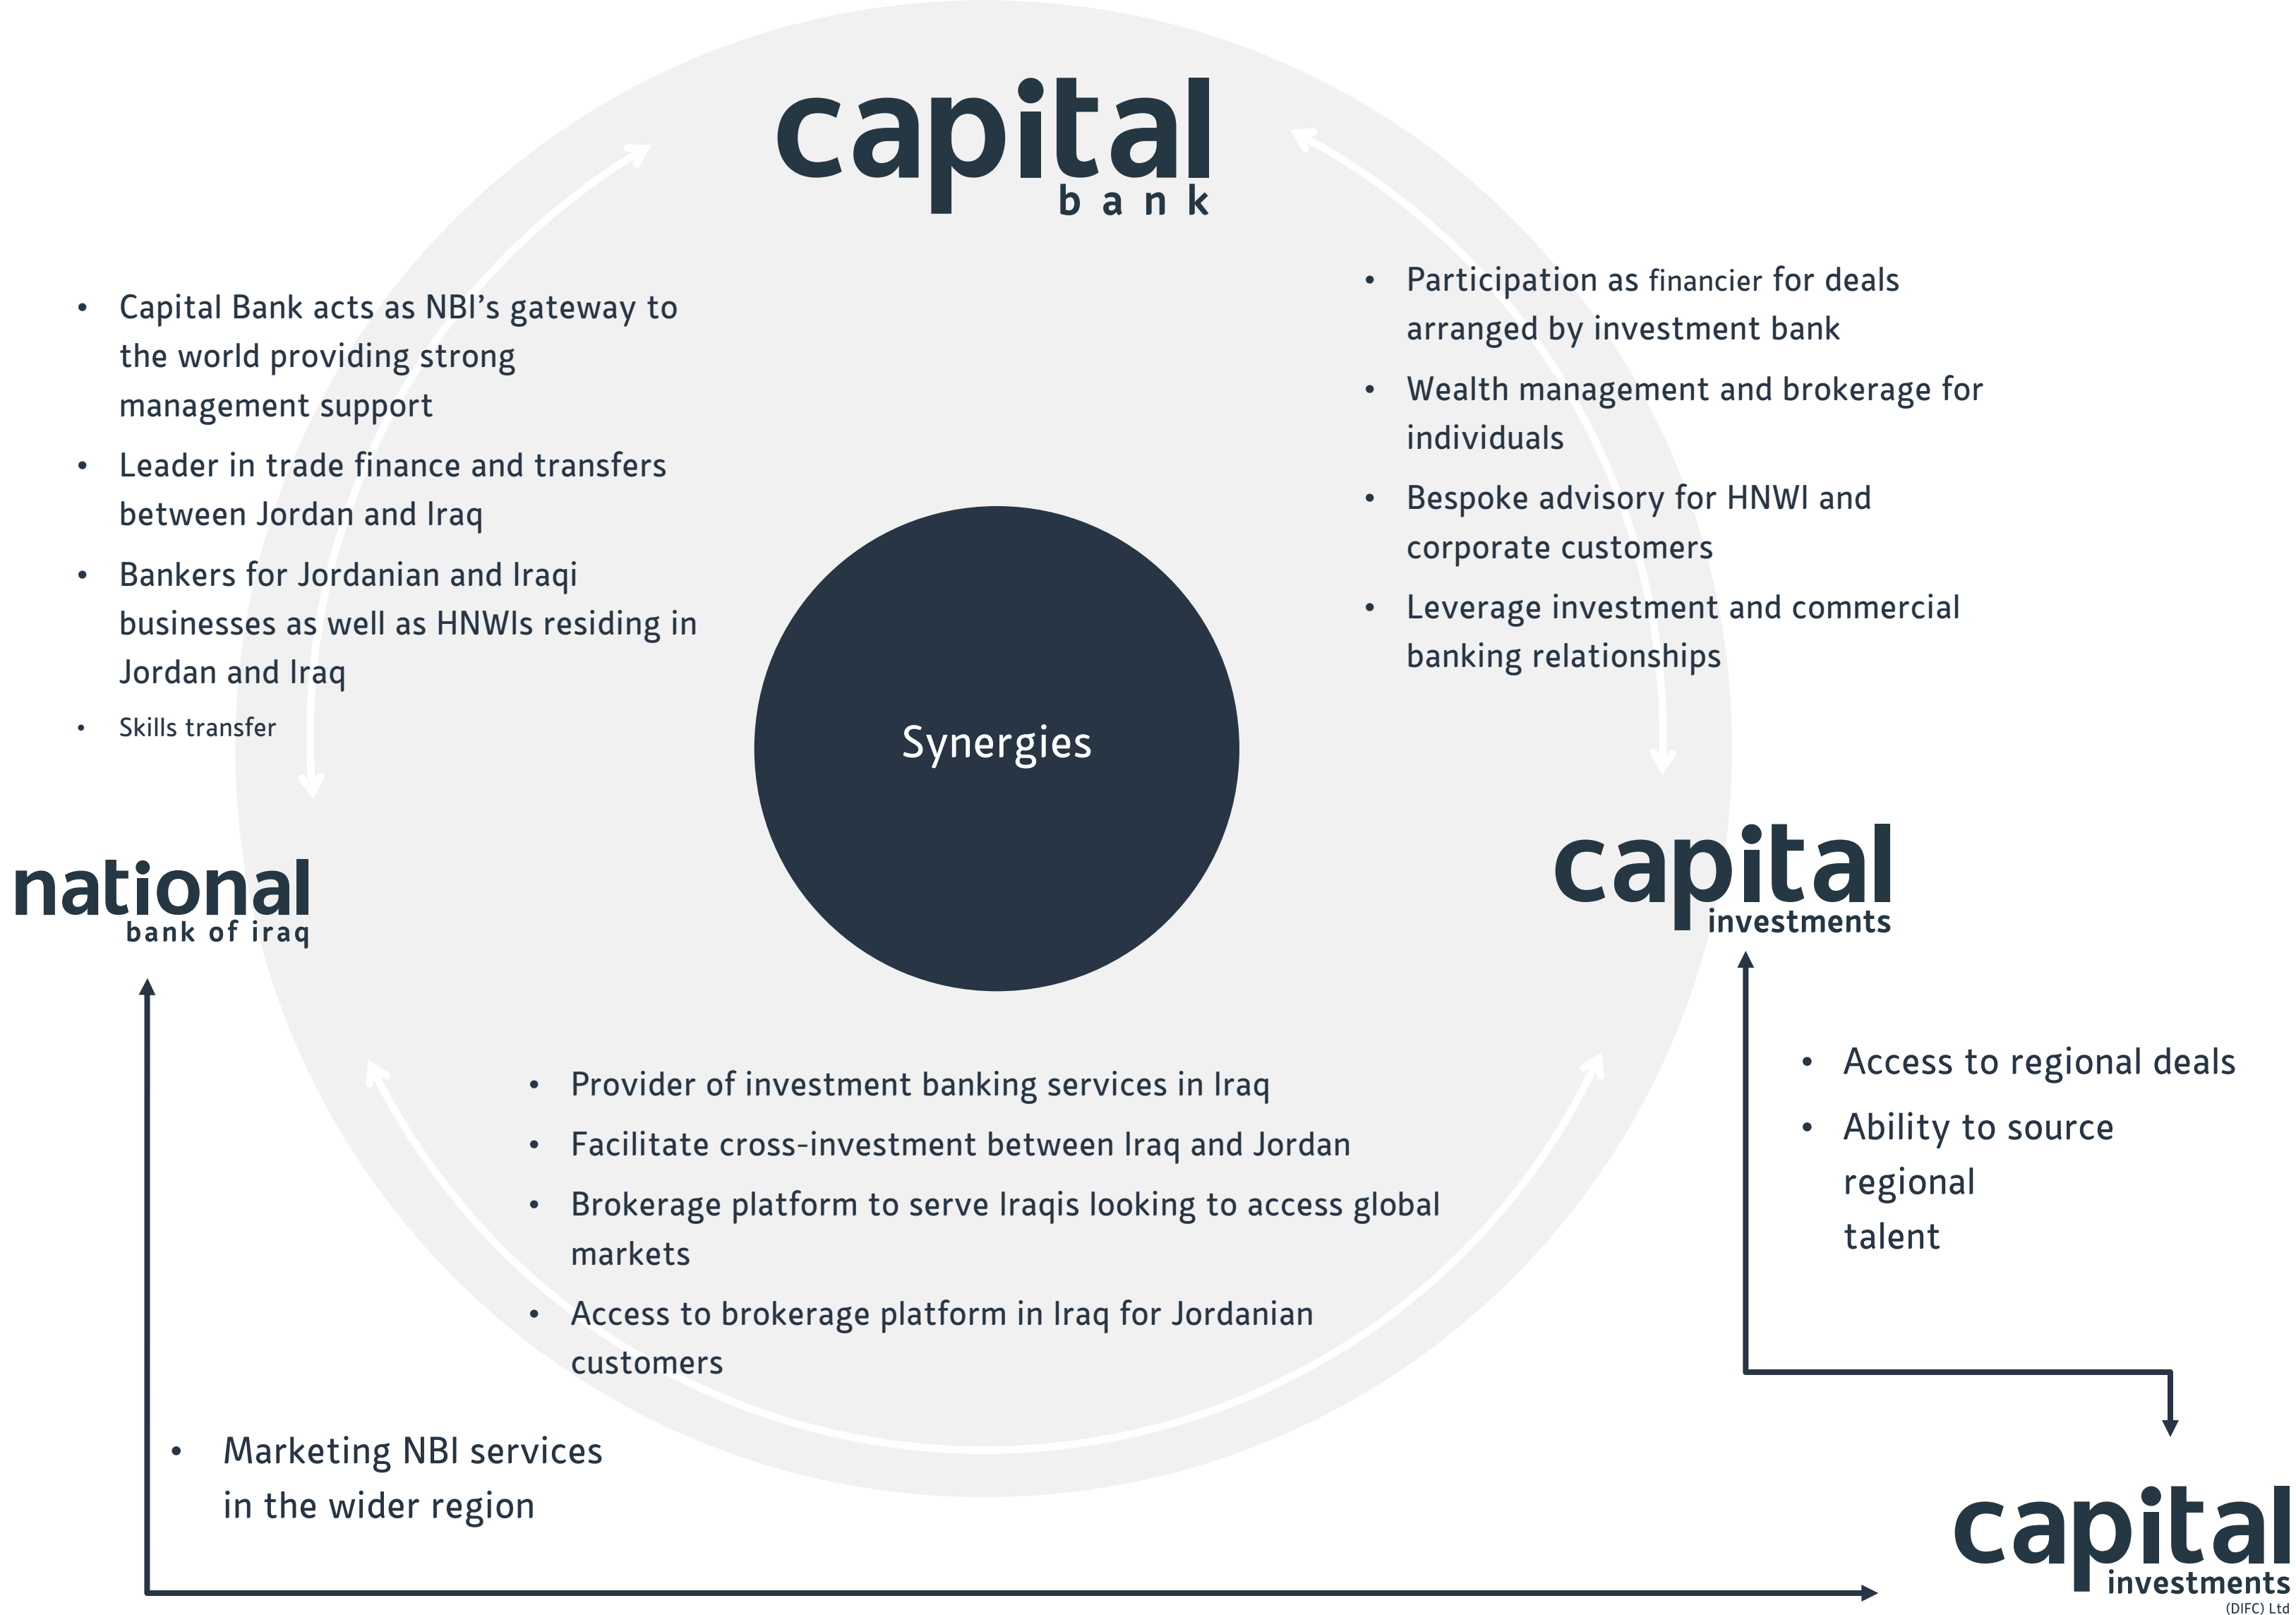 capital
bank
• Capital Bank acts as NBI’s gateway to
the world providing strong
management support
• Leader in trade finance and transfers
between Jordan and Iraq
• Bankers for Jordanian and Iraqi
businesses as well as HNWIs residing in
Jordan and Iraq
• Skills transfer
• Participation as financier for deals
arranged by investment bank
• Wealth management and brokerage for
individuals
• Bespoke advisory for HNWI and
corporate customers
• Leverage investment and commercial
banking relationships
Synergies
national
bank of iraq
capital
investments
• Provider of investment banking services in Iraq
• Facilitate cross-investment between Iraq and Jordan
• Brokerage platform to serve Iraqis looking to access global
markets
• Access to brokerage platform in Iraq for Jordanian
customers
• Access to regional deals
• Ability to source
regional
talent
• Marketing NBI services
in the wider region
capital
investments
(DIFC) Ltd